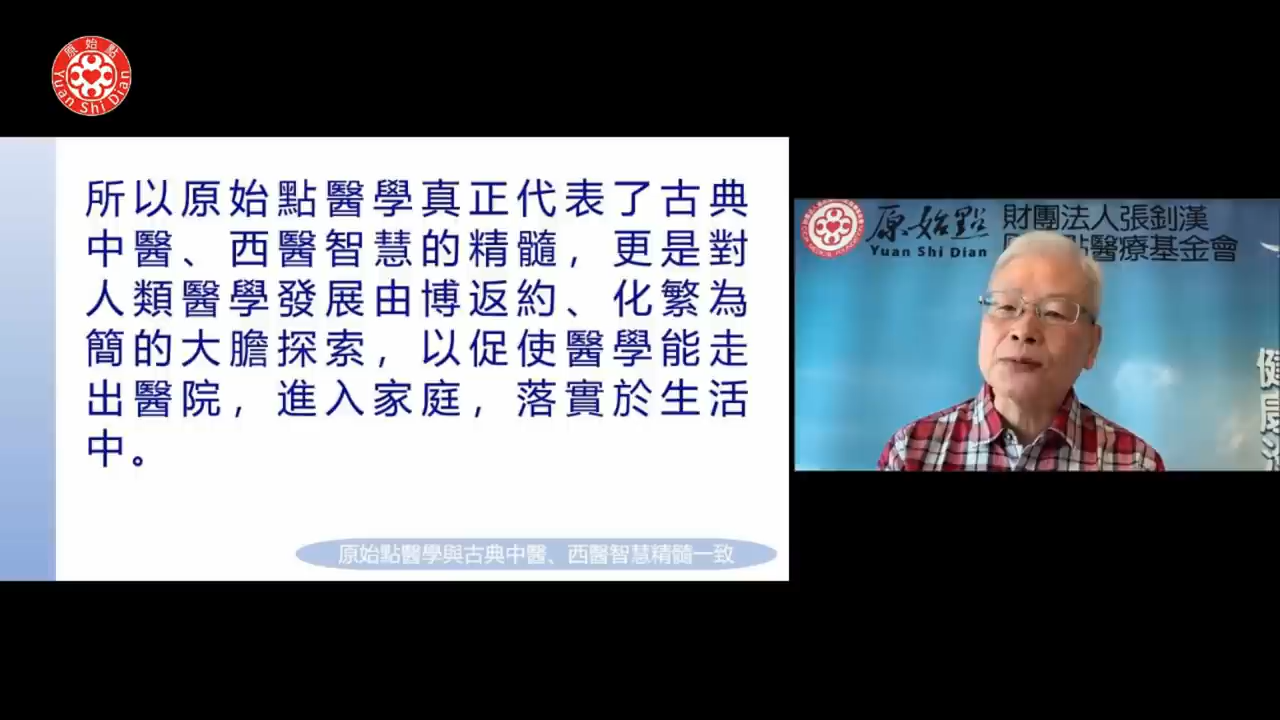 原始點
Yuan Shi Dian
所以原始點醫學真正代表了古典
中醫、西醫智慧的精髓，更是對
人類醫學發展由博返約、化繁為
簡的大膽探索，以促使醫學能走
出醫院，進入家庭，落實於生活
中。
原始點醫學與古典中醫、西醫智慧精髓一致
原始點
Yuan Shi Dian
財團法人張釗漢
點醫療基金會
健康